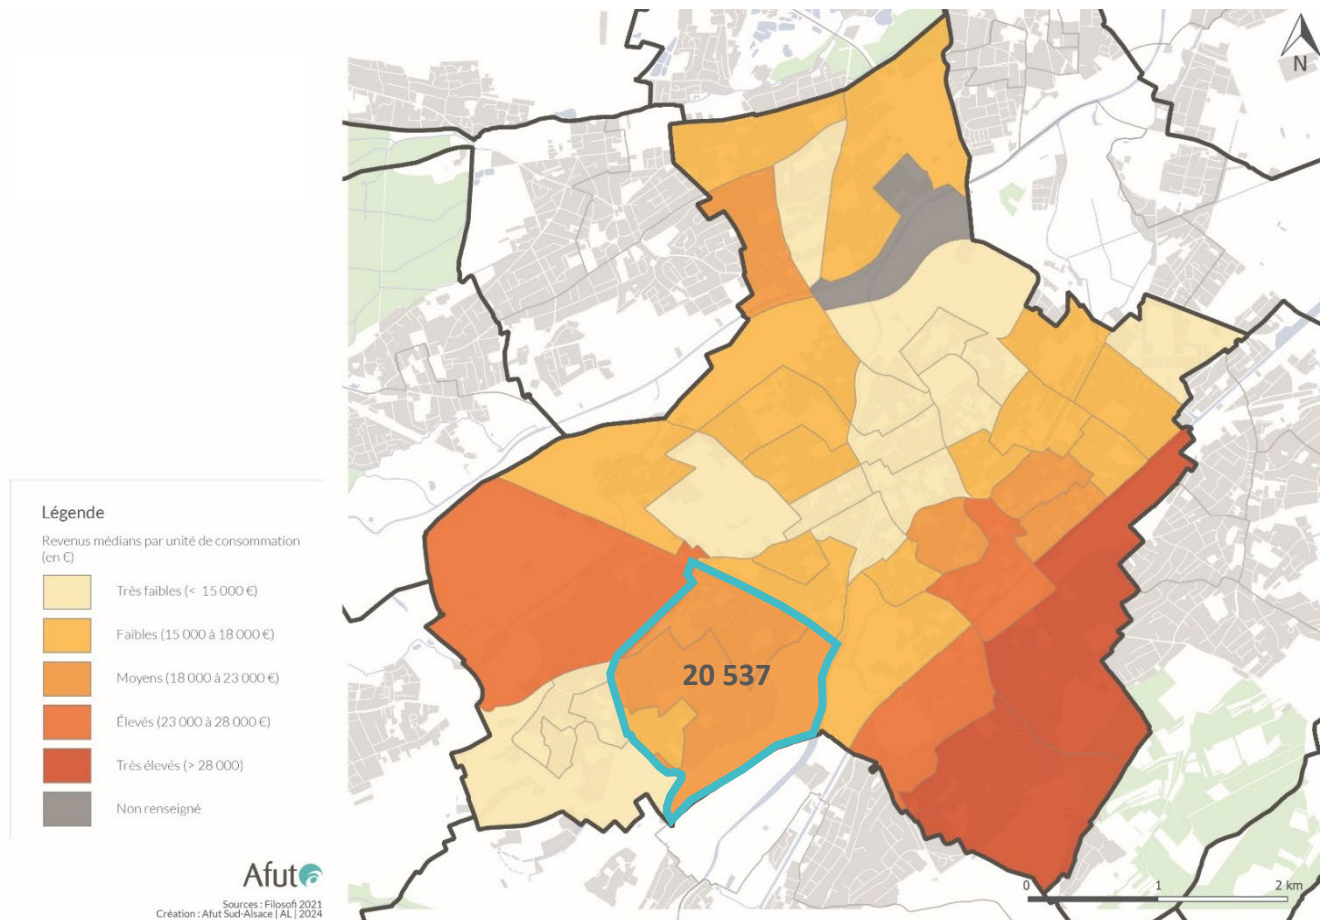 N
20 537
Légende
Revenus médians par unité de consommation
(en €)
Très faibles (< 15 000 €)
Faibles (15 000 à 18 000 €)
Moyens (18 000 à 23 000 €)
Élevés (23 000 à 28 000 €)
Très élevés (> 28 000)
Non renseigné
Afut
Sources : Filosofi 2021
Création : Afut Sud-Alsace | AL | 2024
0 1 2 km